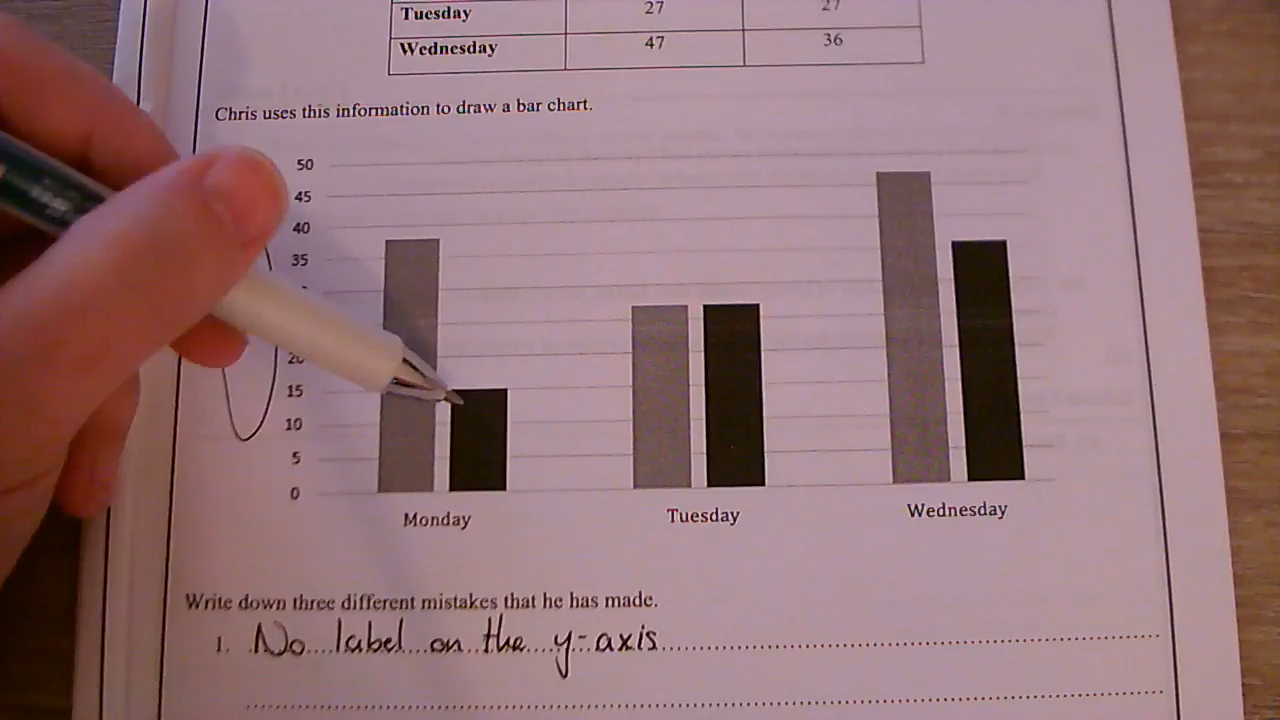 Tuesday 27 27
Wednesday 47 36
Chris uses this information to draw a bar chart.
50
45
40
35
20
15
10
5
0
Monday Tuesday Wednesday
Write down three different mistakes that he has made.
1. No label on the y-axis